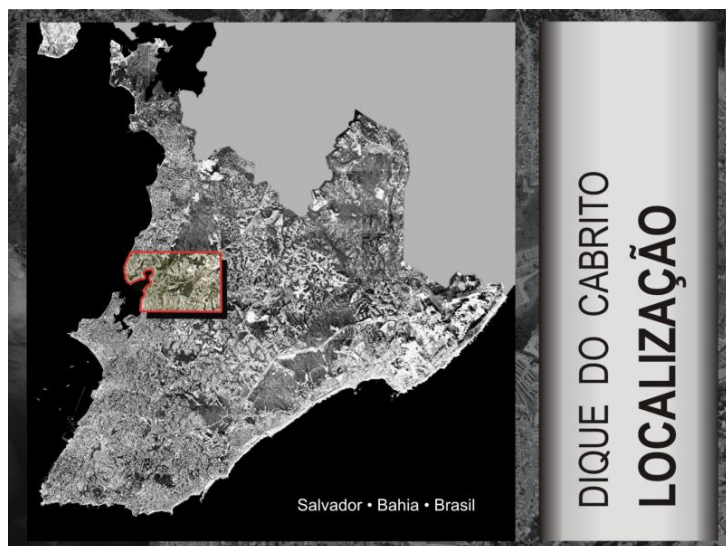 Salvador • Bahia • Brasil
DIQUE DO CABRITO
LOCALIZAÇÃO